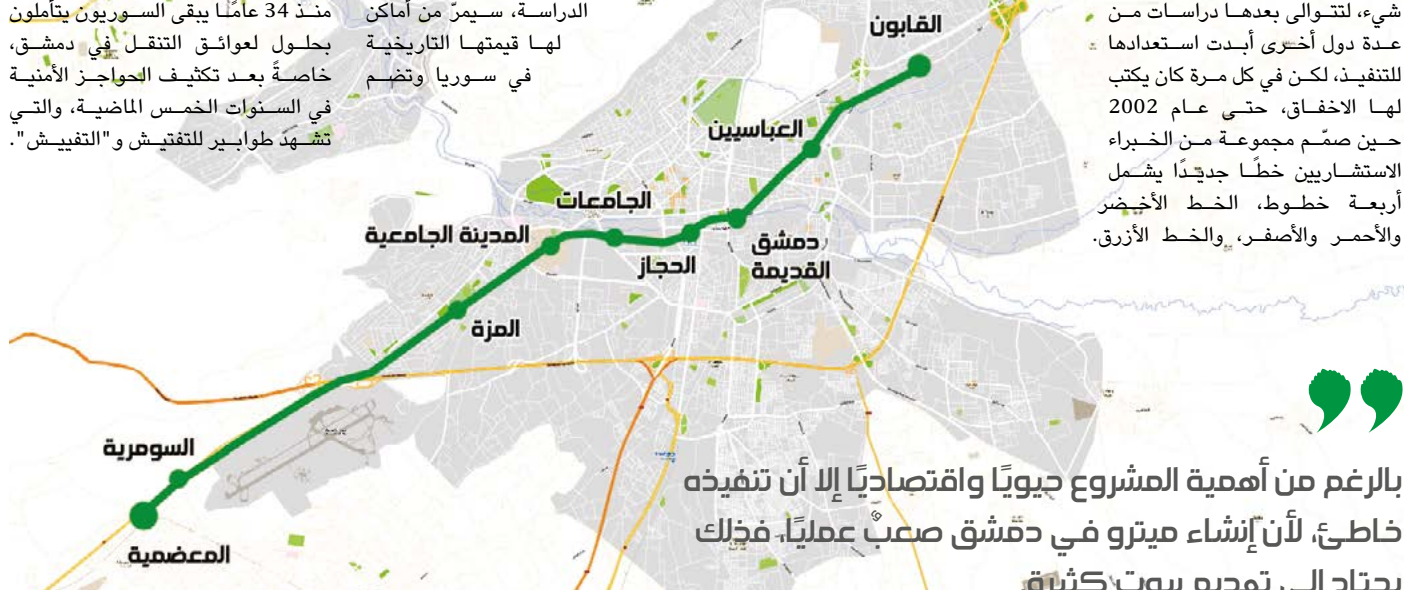 شيء، لتتوالى بعدها دراسات من
عدة دول أخرى أبدت استعدادها
للتنفيذ، لكن في كل مرة كان يكتب
لها الاخفاق، حتى عام 2002
حين صمّم مجموعة من الخبراء
الاستشاريين خطًا جديدًا يشمل
أربعة خطوط، الخط الأخضر
والأحمر والأصفر، والخط الأزرق.
الدراسة، سيمرّ من أماكن
لها قيمتها التاريخية
في سوريا وتضم
منذ 34 عامًا يبقى السوريون يتأملون
بحلول لعوائق التنقل في دمشق،
خاصةً بعد تكثيف الحواجز الأمنية
في السنوات الخمس الماضية، والتي
تشهد طوابير للتفتيش و"التفييش".
القابون
العباسيين
دمشق
القديمة
الحجاز
الجامعات
المدينة الجامعية
المزة
السومرية
المعضمية
بالرغم من أهمية المشروع حيويًا واقتصاديًا إلا أن تنفيذه
خاطئ، لأن إنشاء ميترو في دمشق صعب عمليًا، فذلك
يحتاج إلى تهديم بيوت كثيرة